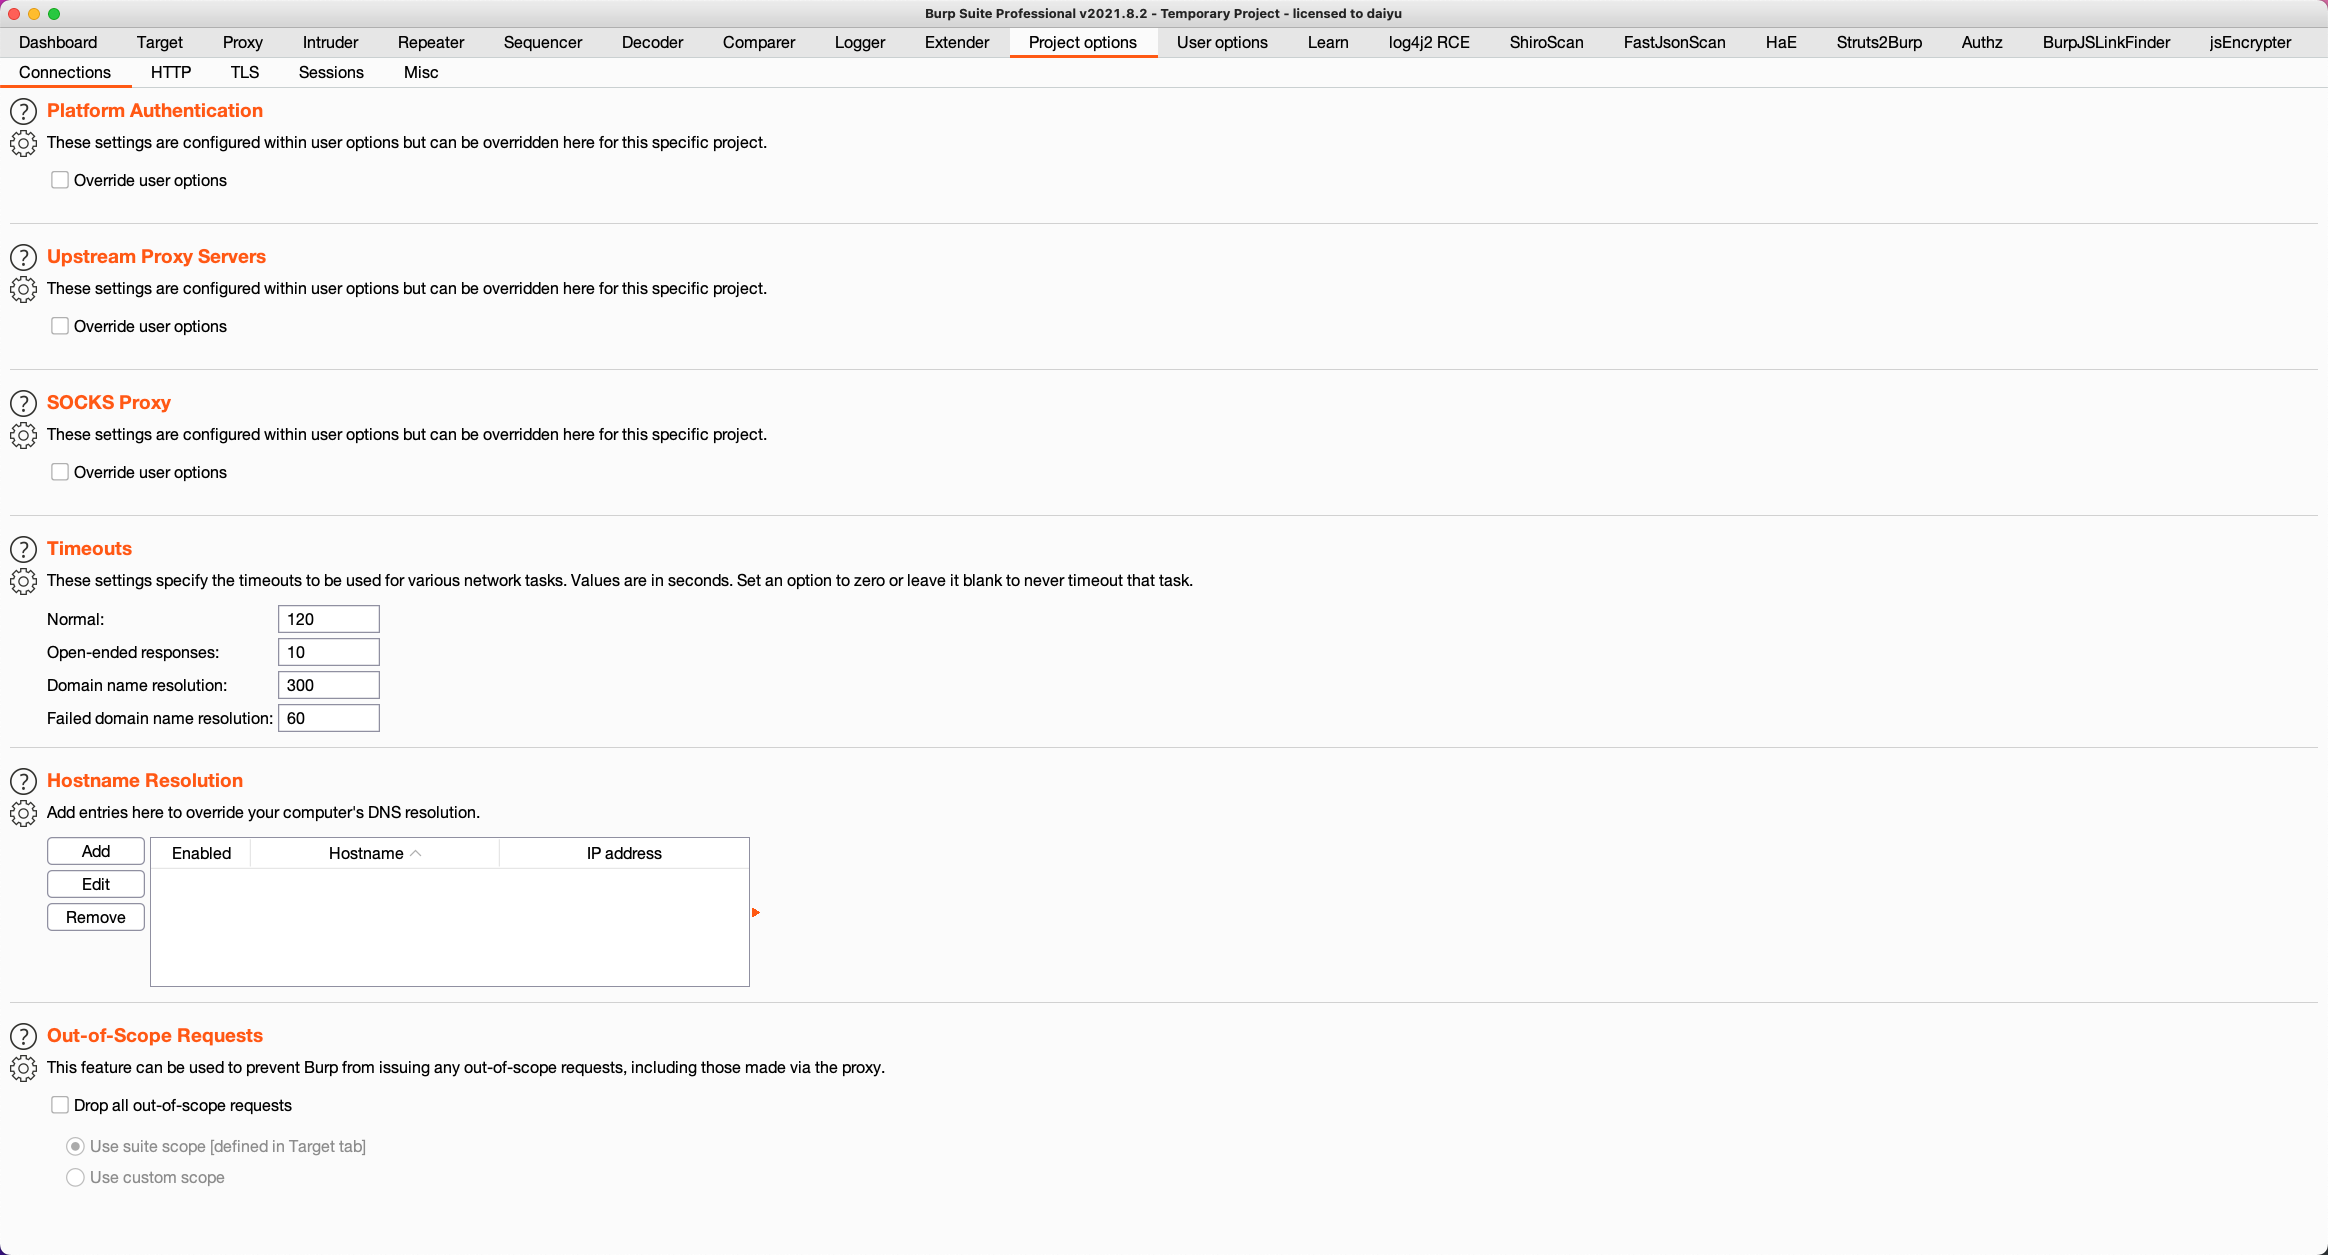 Burp Suite Professional v2021.8.2 - Temporary Project - licensed to daiyu
Dashboard Target Proxy Intruder Repeater Sequencer Decoder Comparer Logger Extender Project options User options Learn log4j2 RCE ShiroScan FastJsonScan HaE Struts2Burp Authz BurpJSLinkFinder jsEncrypter
Connections HTTP TLS Sessions Misc
? Platform Authentication
These settings are configured within user options but can be overridden here for this specific project.
Override user options
? Upstream Proxy Servers
These settings are configured within user options but can be overridden here for this specific project.
Override user options
? SOCKS Proxy
These settings are configured within user options but can be overridden here for this specific project.
Override user options
? Timeouts
These settings specify the timeouts to be used for various network tasks. Values are in seconds. Set an option to zero or leave it blank to never timeout that task.
Normal: 120
Open-ended responses: 10
Domain name resolution: 300
Failed domain name resolution: 60
? Hostname Resolution
Add entries here to override your computer's DNS resolution.
Add Enabled Hostname IP address
Edit
Remove
? Out-of-Scope Requests
This feature can be used to prevent Burp from issuing any out-of-scope requests, including those made via the proxy.
Drop all out-of-scope requests
Use suite scope [defined in Target tab]
Use custom scope